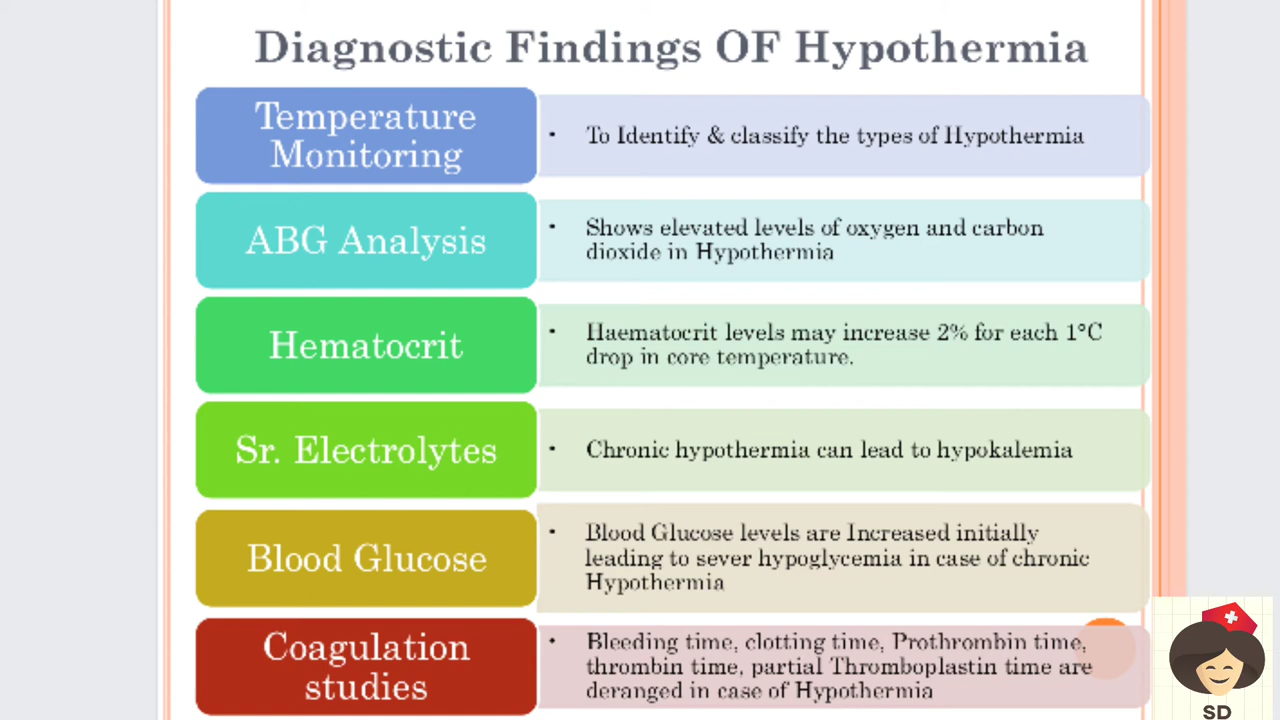 Diagnostic Findings OF Hypothermia
Temperature
Monitoring
• To Identify & classify the types of Hypothermia
ABG Analysis
• Shows elevated levels of oxygen and carbon
dioxide in Hypothermia
Hematocrit
• Haematocrit levels may increase 2% for each 1°C
drop in core temperature.
Sr. Electrolytes
• Chronic hypothermia can lead to hypokalemia
Blood Glucose
• Blood Glucose levels are Increased initially
leading to sever hypoglycemia in case of chronic
Hypothermia
Coagulation
studies
• Bleeding time, clotting time, Prothrombin time,
thrombin time, partial Thromboplastin time are
deranged in case of Hypothermia
SD